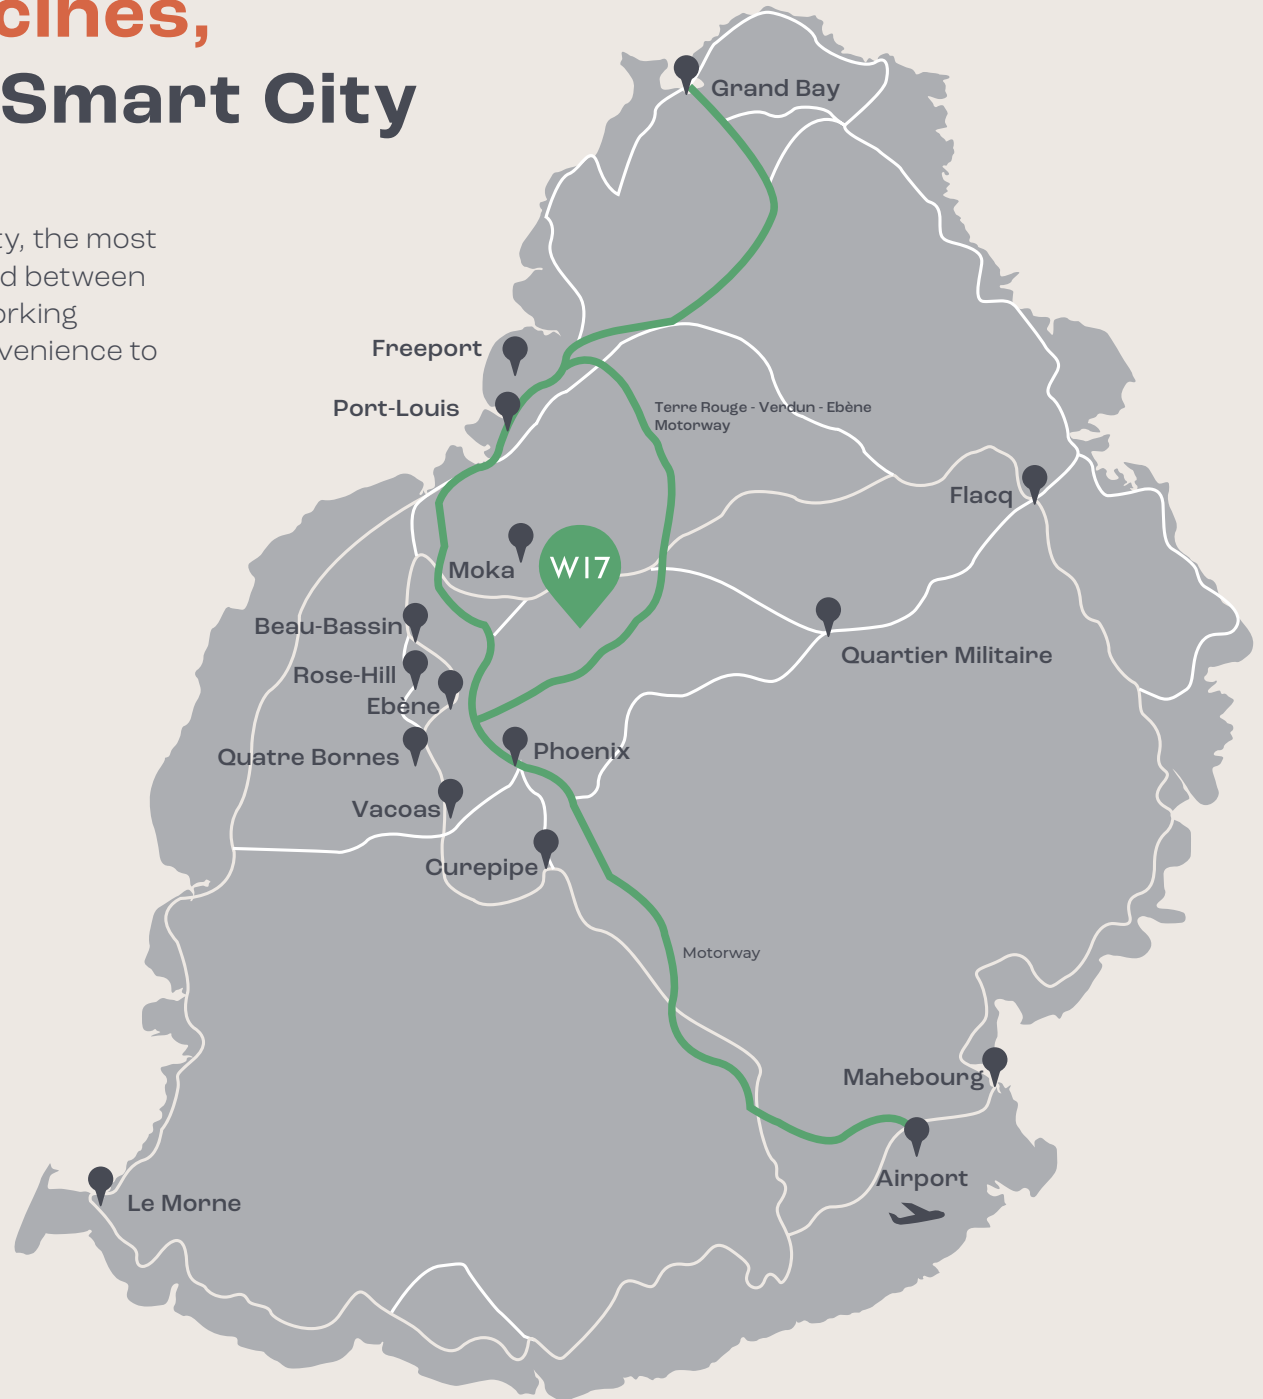 cines,
Smart City
ty, the most
d between
orking
venience to
Grand Bay
Freeport
Port-Louis
Terre Rouge - Verdun - Ebène
Motorway
Flacq
Moka
W17
Beau-Bassin
Quartier Militaire
Rose-Hill
Ebène
Phoenix
Quatre Bornes
Vacoas
Curepipe
Motorway
Mahebourg
Airport
Le Morne